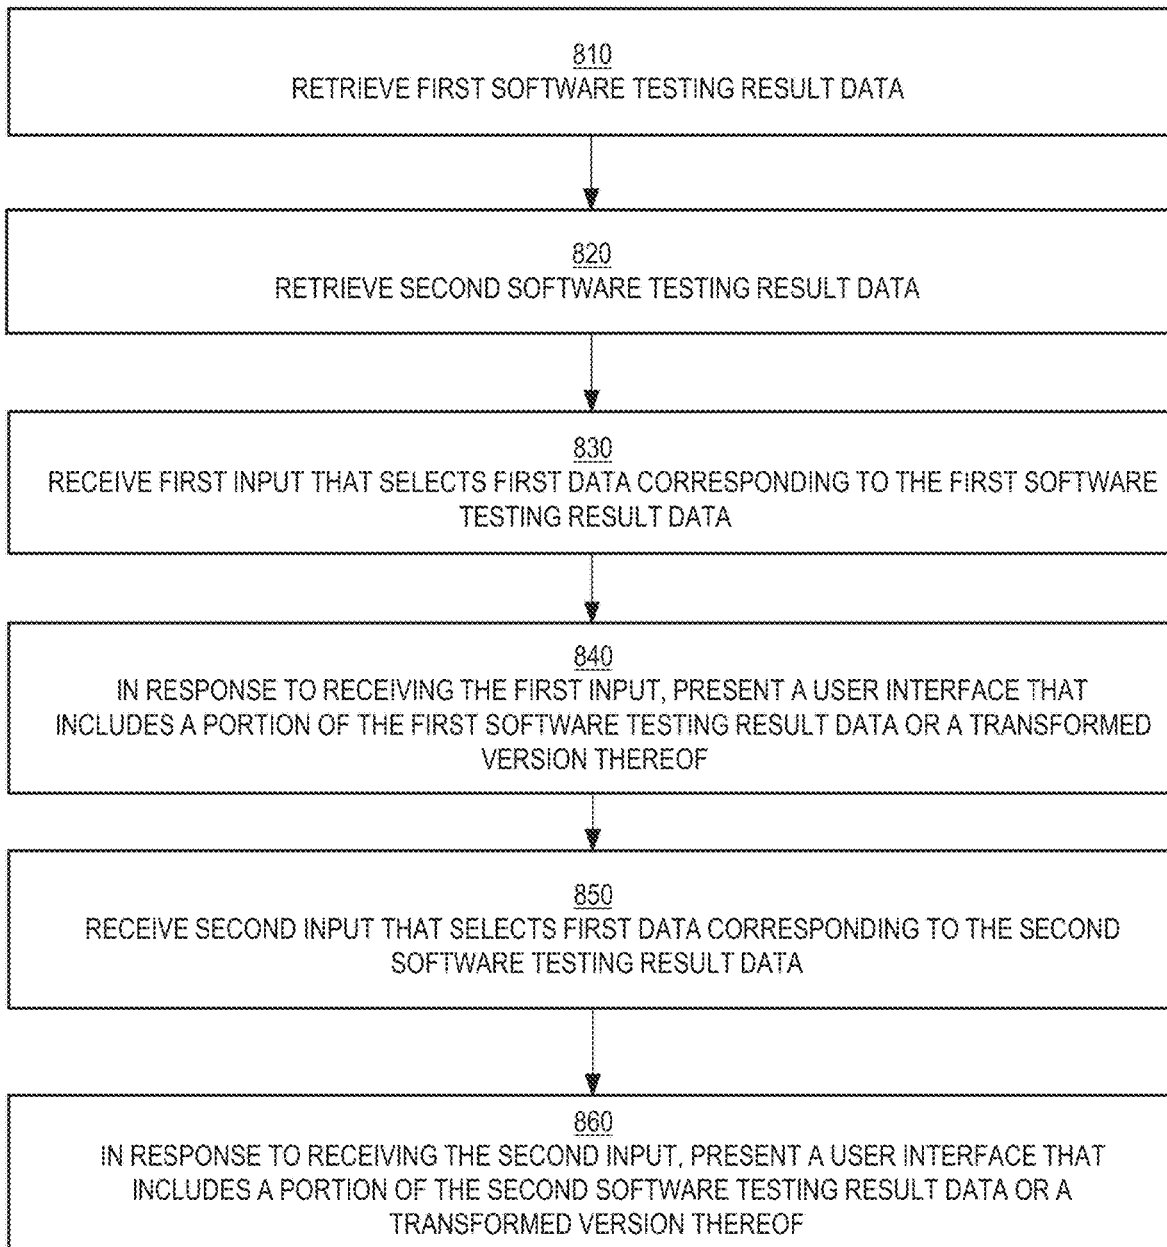 810
RETRIEVE FIRST SOFTWARE TESTING RESULT DATA
820
RETRIEVE SECOND SOFTWARE TESTING RESULT DATA
830
RECEIVE FIRST INPUT THAT SELECTS FIRST DATA CORRESPONDING TO THE FIRST SOFTWARE
TESTING RESULT DATA
840
IN RESPONSE TO RECEIVING THE FIRST INPUT, PRESENT A USER INTERFACE THAT
INCLUDES A PORTION OF THE FIRST SOFTWARE TESTING RESULT DATA OR A TRANSFORMED
VERSION THEREOF
850
RECEIVE SECOND INPUT THAT SELECTS FIRST DATA CORRESPONDING TO THE SECOND
SOFTWARE TESTING RESULT DATA
860
IN RESPONSE TO RECEIVING THE SECOND INPUT, PRESENT A USER INTERFACE THAT
INCLUDES A PORTION OF THE SECOND SOFTWARE TESTING RESULT DATA OR A
TRANSFORMED VERSION THEREOF